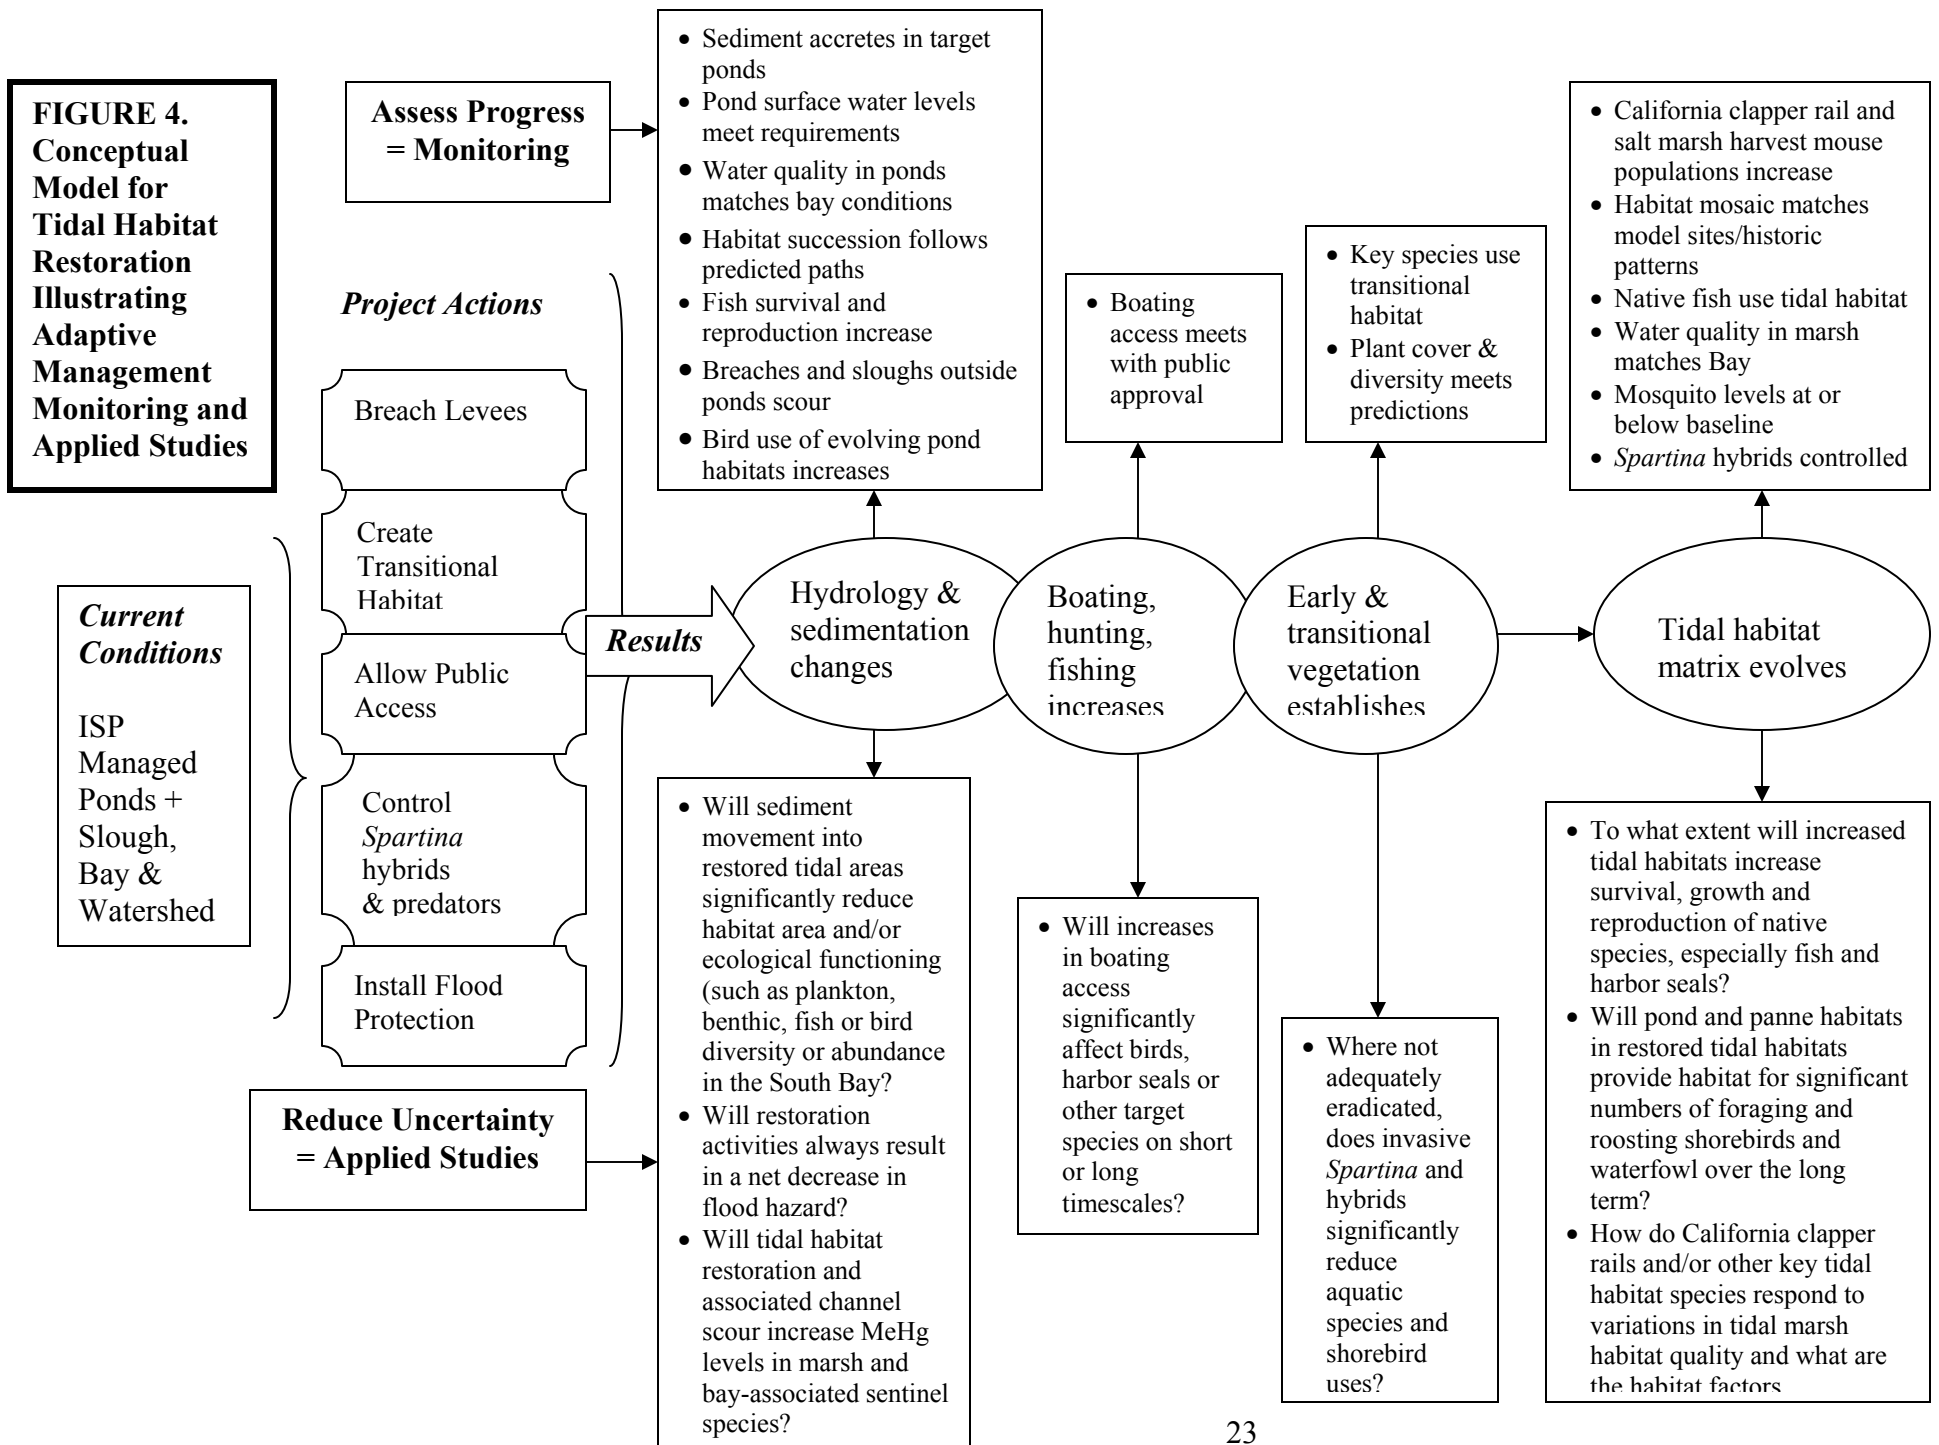 FIGURE 4.
Conceptual
Model for
Tidal Habitat
Restoration
Illustrating
Adaptive
Management
Monitoring and
Applied Studies
Assess Progress
= Monitoring
• Sediment accretes in target
ponds
• Pond surface water levels
meet requirements
• Water quality in ponds
matches bay conditions
• Habitat succession follows
predicted paths
• Fish survival and
reproduction increase
• Breaches and sloughs outside
ponds scour
• Bird use of evolving pond
habitats increases
• Boating
access meets
with public
approval
• Key species use
transitional
habitat
• Plant cover &
diversity meets
predictions
• California clapper rail and
salt marsh harvest mouse
populations increase
• Habitat mosaic matches
model sites/historic
patterns
• Native fish use tidal habitat
• Water quality in marsh
matches Bay
• Mosquito levels at or
below baseline
• Spartina hybrids controlled
Current
Conditions
ISP
Managed
Ponds +
Slough,
Bay &
Watershed
Project Actions
Breach Levees
Create
Transitional
Habitat
Allow Public
Access
Control
Spartina
hybrids
& predators
Install Flood
Protection
Results
Hydrology &
sedimentation
changes
Boating,
hunting,
fishing
increases
Early &
transitional
vegetation
establishes
Tidal habitat
matrix evolves
Reduce Uncertainty
= Applied Studies
• Will sediment
movement into
restored tidal areas
significantly reduce
habitat area and/or
ecological functioning
(such as plankton,
benthic, fish or bird
diversity or abundance
in the South Bay?
• Will restoration
activities always result
in a net decrease in
flood hazard?
• Will tidal habitat
restoration and
associated channel
scour increase MeHg
levels in marsh and
bay-associated sentinel
species?
• Will increases
in boating
access
significantly
affect birds,
harbor seals or
other target
species on short
or long
timescales?
• Where not
adequately
eradicated,
does invasive
Spartina and
hybrids
significantly
reduce
aquatic
species and
shorebird
uses?
• To what extent will increased
tidal habitats increase
survival, growth and
reproduction of native
species, especially fish and
harbor seals?
• Will pond and panne habitats
in restored tidal habitats
provide habitat for significant
numbers of foraging and
roosting shorebirds and
waterfowl over the long
term?
• How do California clapper
rails and/or other key tidal
habitat species respond to
variations in tidal marsh
habitat quality and what are
the habitat factors
23